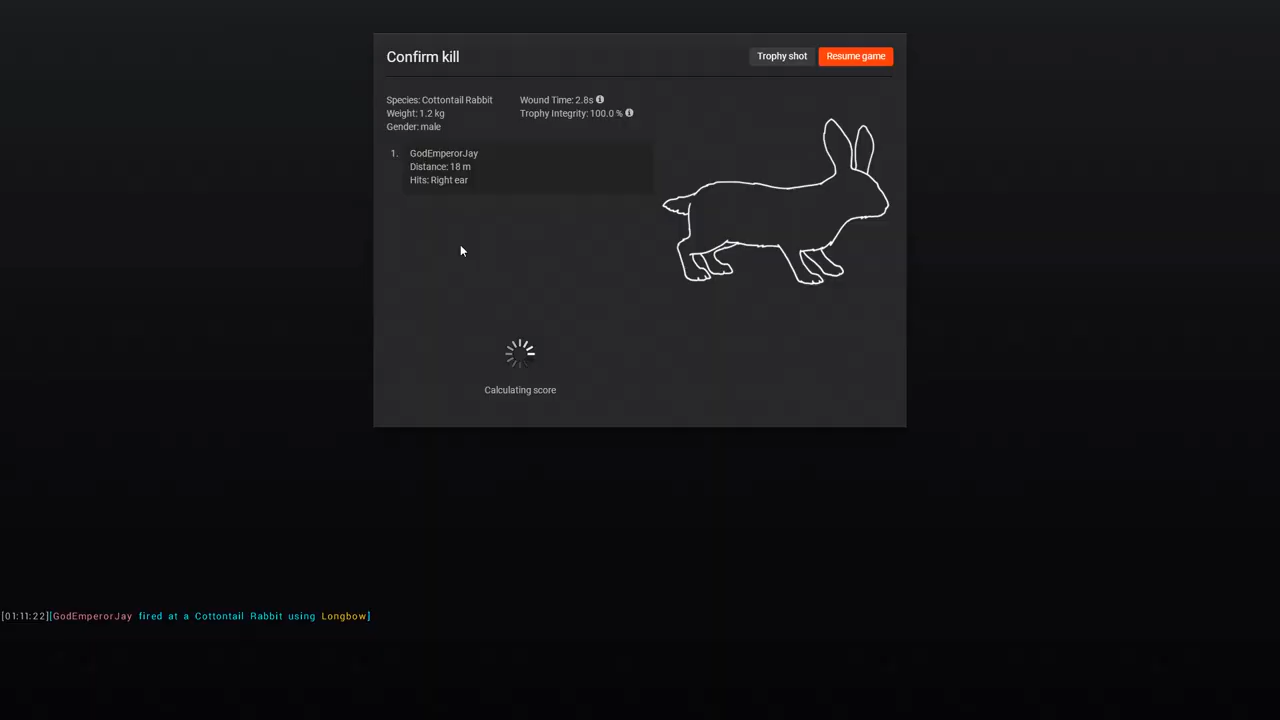 Confirm kill
Trophy shot
Resume game
Species: Cottontail Rabbit
Weight: 1.2 kg
Gender: male
Wound Time: 2.8s
Trophy Integrity: 100.0 %
1. GodEmperorJay
Distance: 18 m
Hits: Right ear
Calculating score
[01:11:22][GodEmperorJay fired at a Cottontail Rabbit using Longbow]